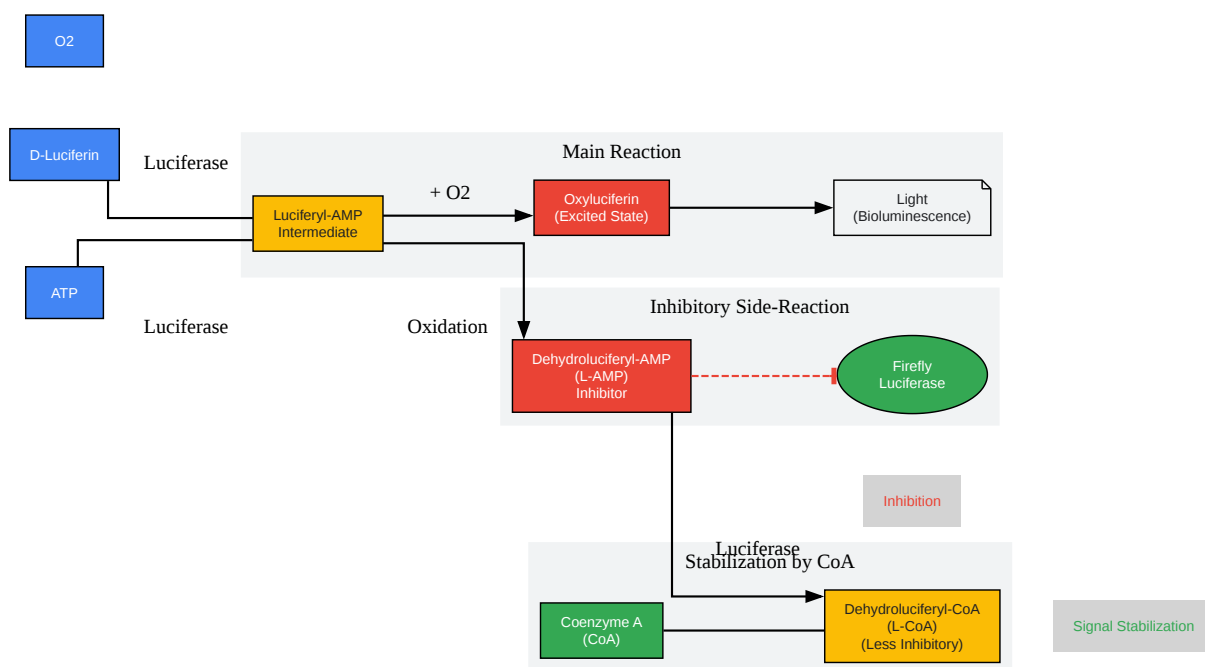 O2
D-Luciferin
Luciferase
Main Reaction
+ O2
Luciferyl-AMP
Intermediate
Oxyluciferin
(Excited State)
Light
(Bioluminescence)
ATP
Luciferase
Oxidation
Inhibitory Side-Reaction
Dehydroluciferyl-AMP
(L-AMP)
Inhibitor
Firefly
Luciferase
Inhibition
Luciferase
Stabilization by CoA
Coenzyme A
(CoA)
Dehydroluciferyl-CoA
(L-CoA)
(Less Inhibitory)
Signal Stabilization